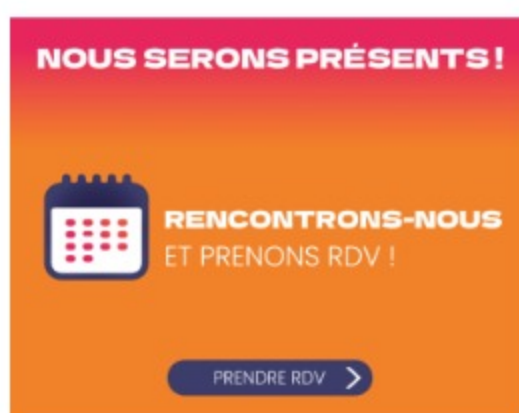 NOUS SERONS PRÉSENTS !
RENCONTRONS-NOUS
ET PRENONS RDV !
PRENDRE RDV